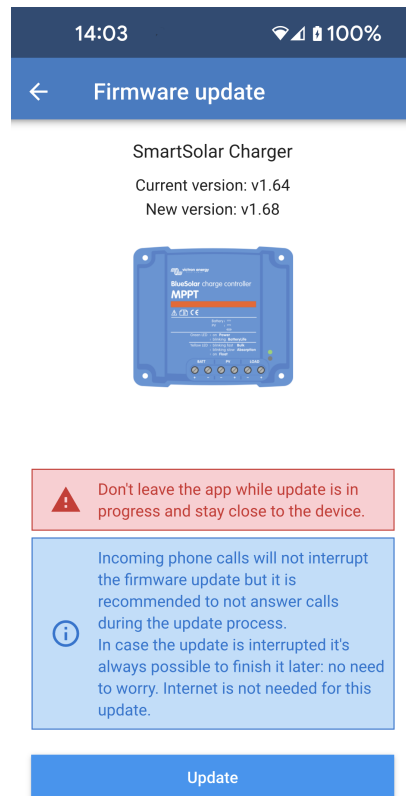 14:03
100%
Firmware update
SmartSolar Charger
Current version: v1.64
New version: v1.68
victron energy
BlueSolar charge controller
MPPT
BATT
PV
LOAD
Don't leave the app while update is in
progress and stay close to the device.
Incoming phone calls will not interrupt
the firmware update but it is
recommended to not answer calls
during the update process.
In case the update is interrupted it's
always possible to finish it later: no need
to worry. Internet is not needed for this
update.
Update